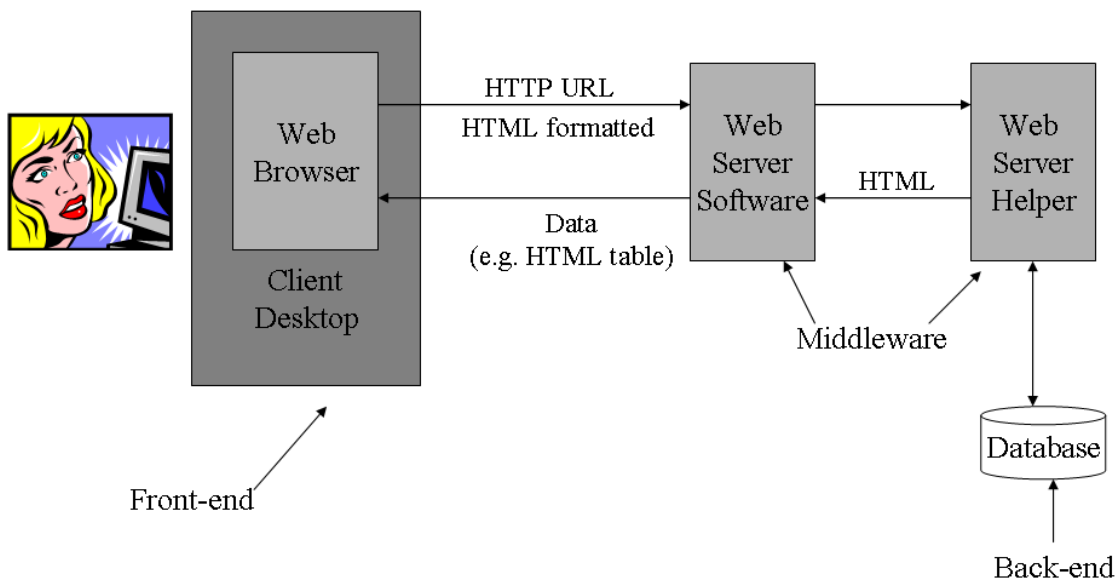 Web
Browser
Client
Desktop
HTTP URL
HTML formatted
Data
(e.g. HTML table)
Web
Server
Software
HTML
Web
Server
Helper
Middleware
Database
Front-end
Back-end